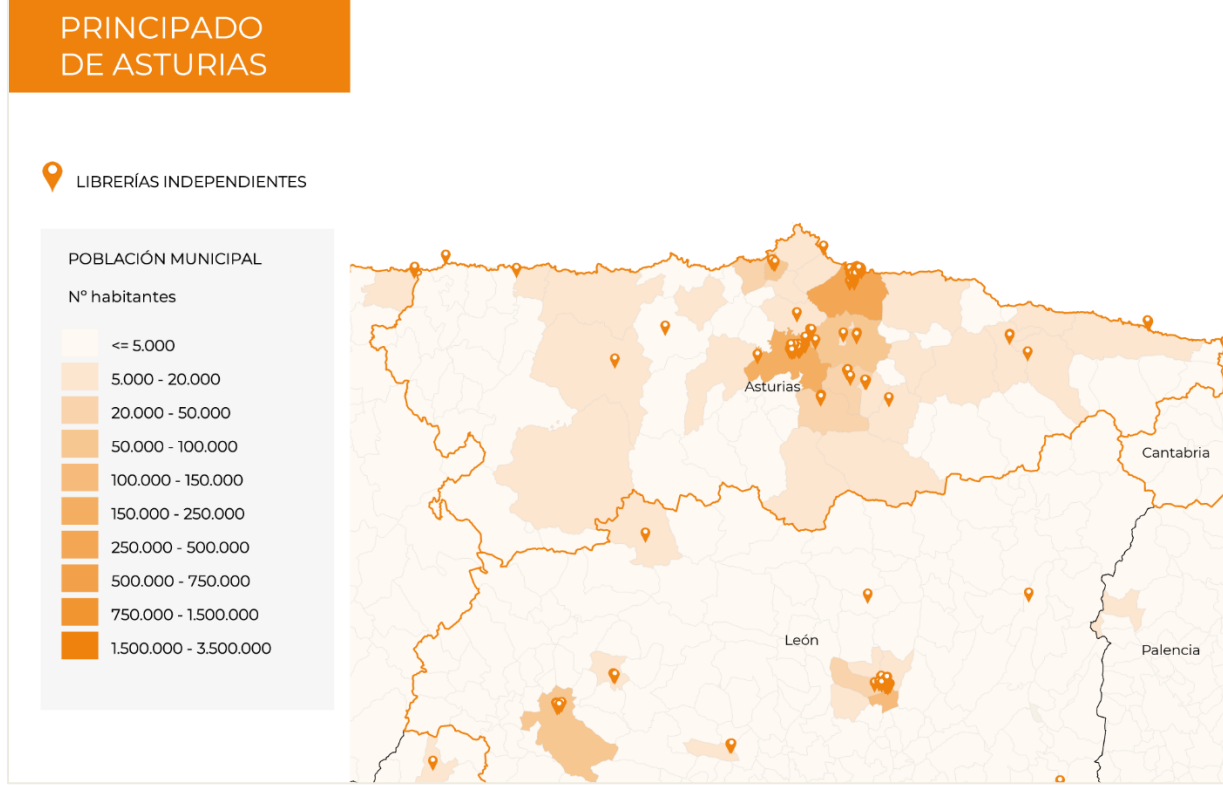 PRINCIPADO
DE ASTURIAS
LIBRERÍAS INDEPENDIENTES
POBLACIÓN MUNICIPAL
Nº habitantes
<= 5.000
5.000 - 20.000
20.000 - 50.000
50.000 - 100.000
100.000 - 150.000
150.000 - 250.000
250.000 - 500.000
500.000 - 750.000
750.000 - 1.500.000
1.500.000 - 3.500.000
Asturias
Cantabria
León
Palencia